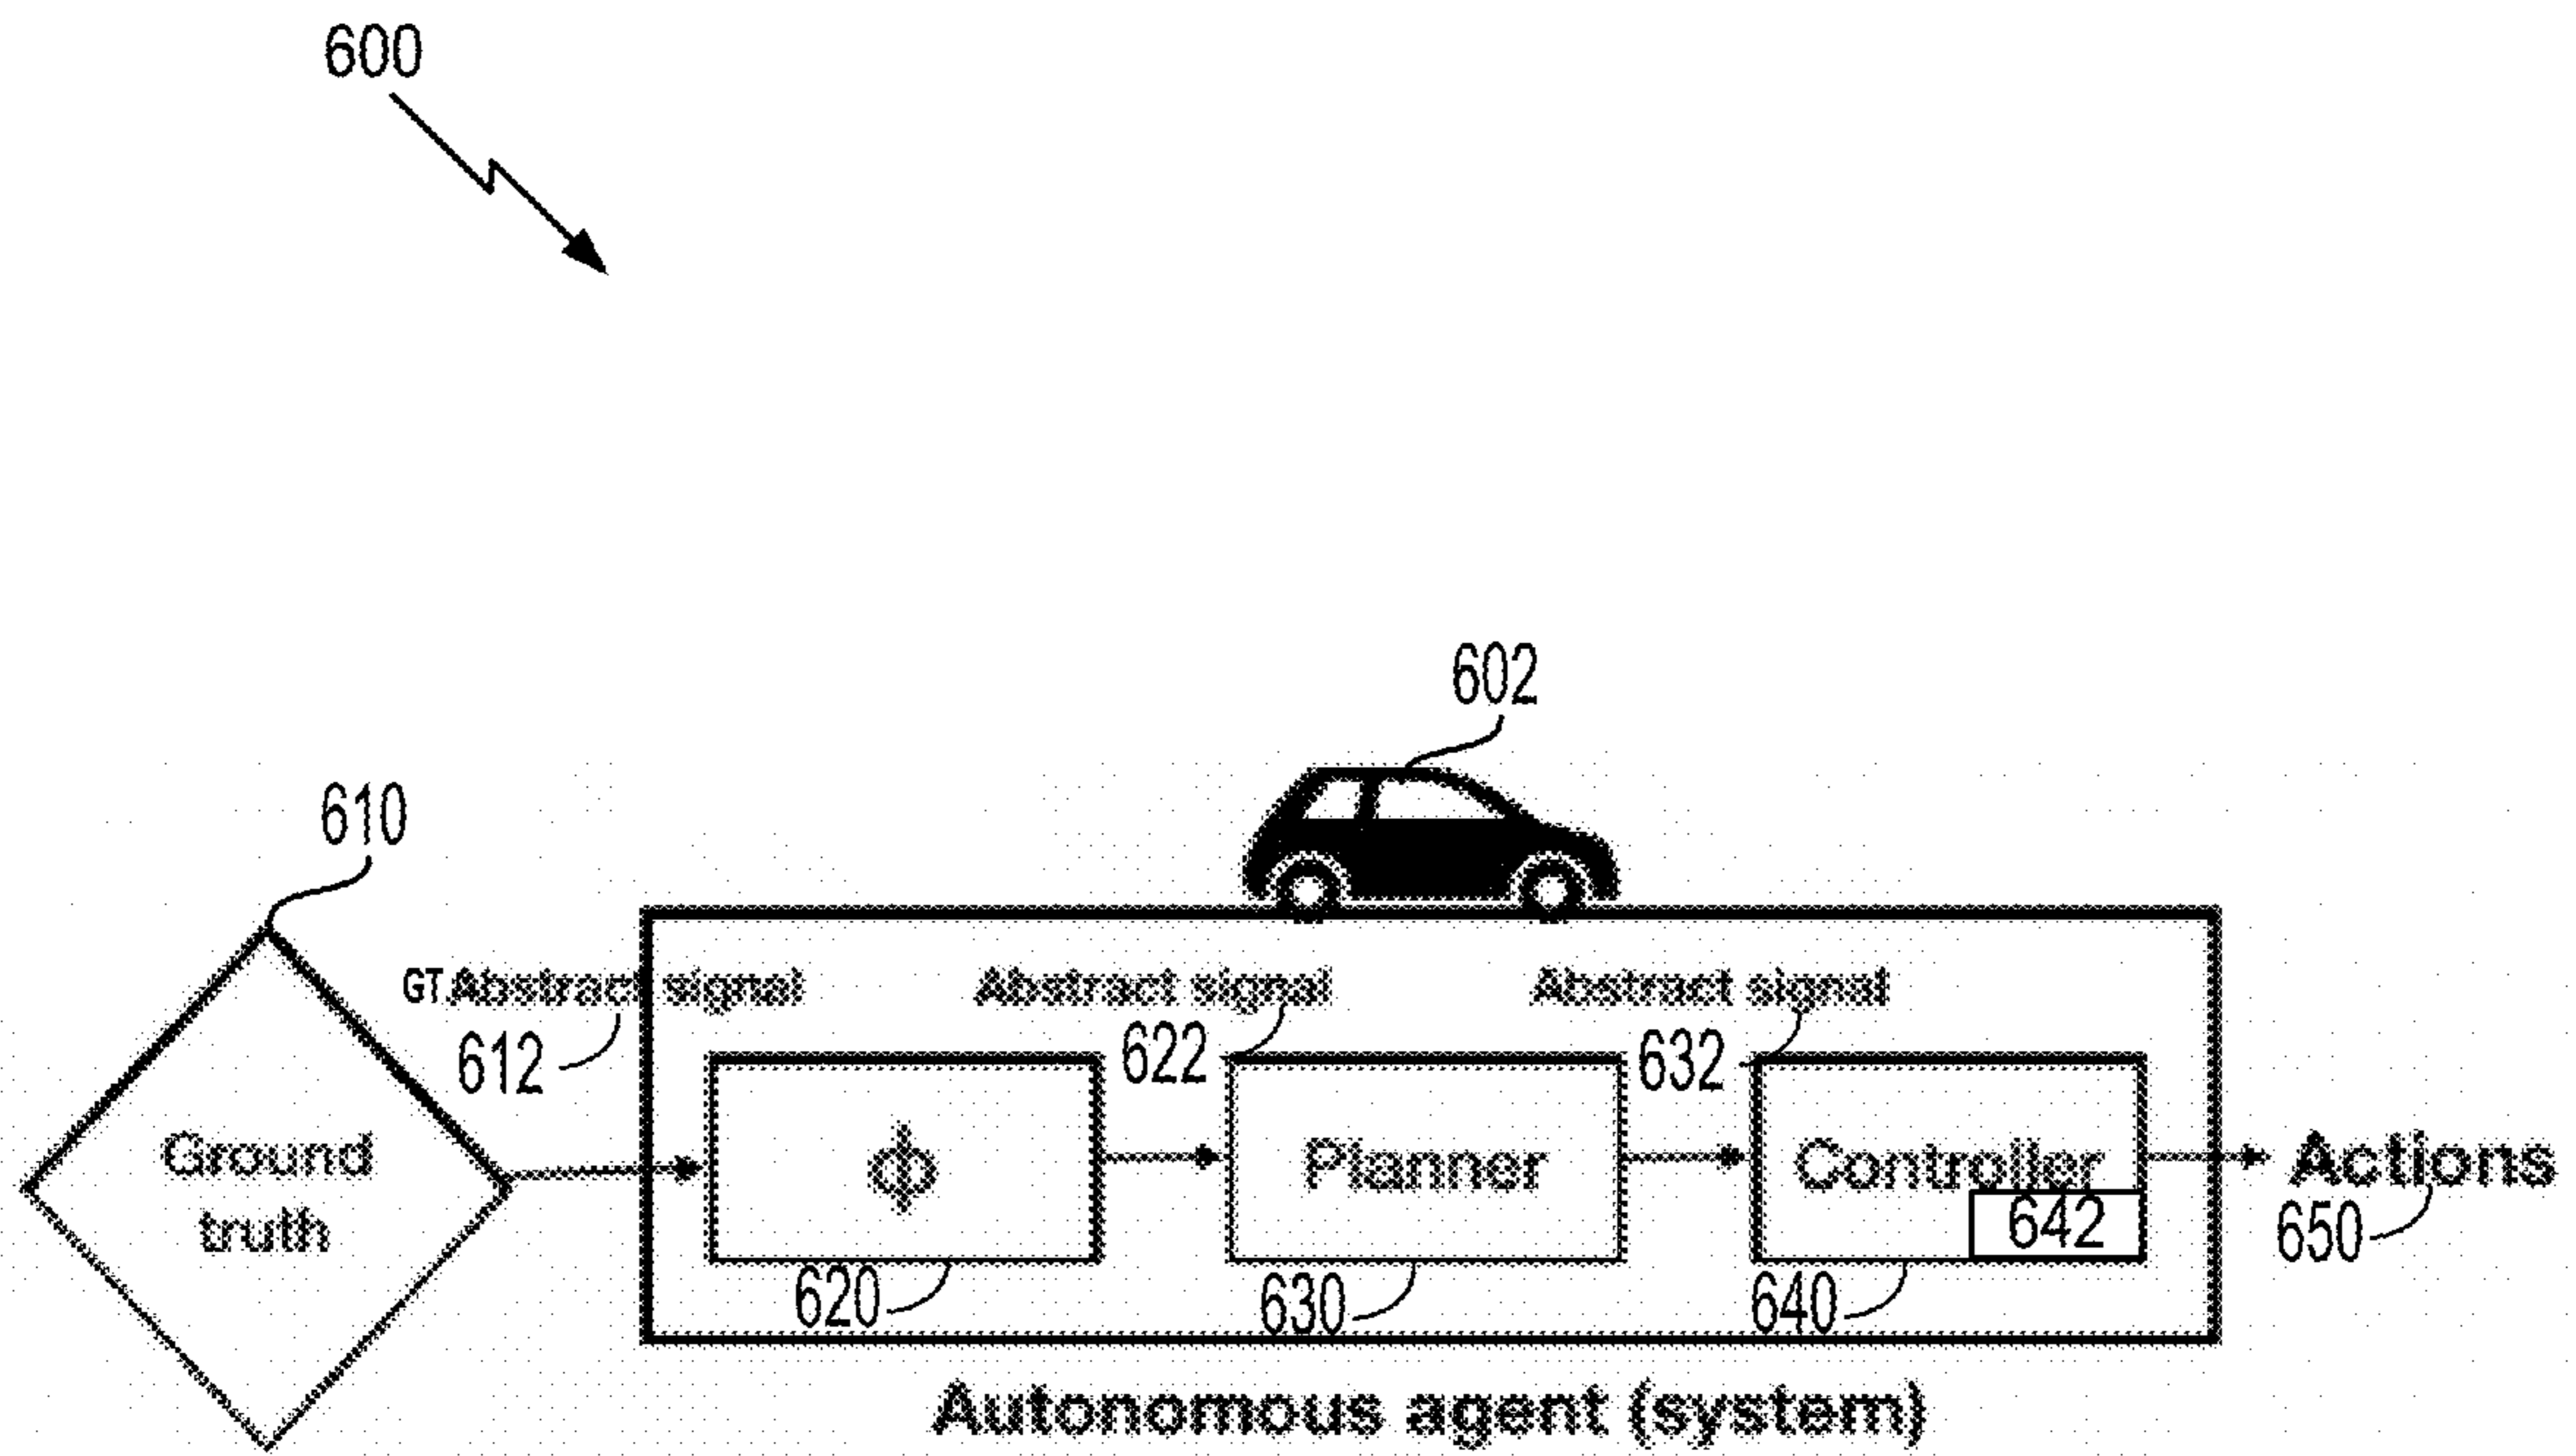 600
602
610
GT Abstract signal
Abstract signal
Abstract signal
612
622
632
Ground
truth
ϕ
Planner
Controller
642
Actions
650
620
630
640
Autonomous agent (system)